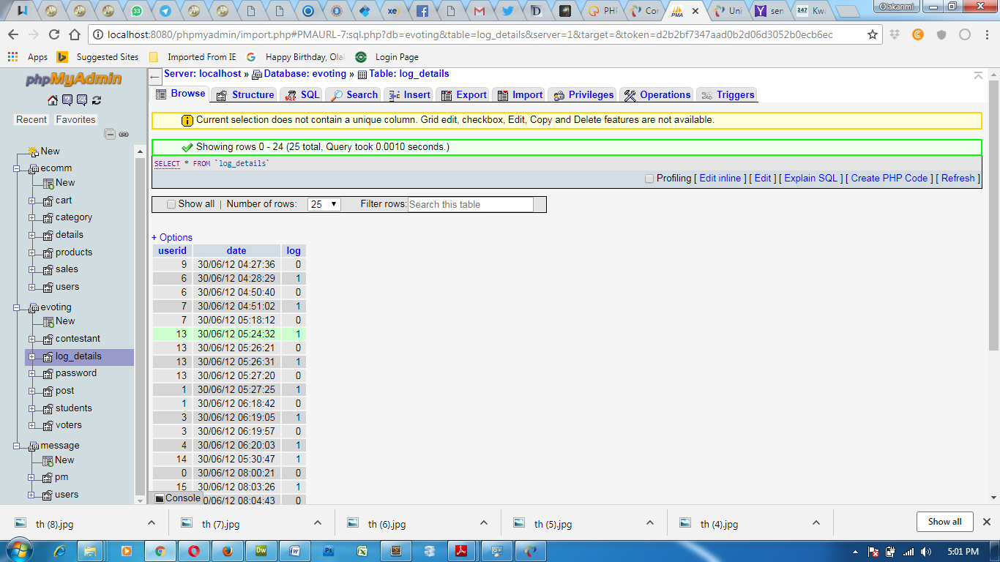 33
xe
PHI
Cor
PMA
Uni
sen
247
Kwa
Olakanmi
localhost:8080/phpmyadmin/import.php#PMAURL-7:sql.php?db=evoting&table=log_details&server=1&target=&token=d2b2bf7347aad0b2d06d3052b0ecb6ec
Apps
Suggested Sites
Imported From IE
Happy Birthday, Ola
Login Page
phpMyAdmin
Recent
Favorites
New
ecomm
New
cart
category
details
products
sales
users
evoting
New
contestant
log_details
password
post
students
voters
message
New
pm
users
Server: localhost » Database: evoting » Table: log_details
Browse Structure SQL Search Insert Export Import Privileges Operations Triggers
Current selection does not contain a unique column. Grid edit, checkbox, Edit, Copy and Delete features are not available.
Showing rows 0 - 24 (25 total, Query took 0.0010 seconds.)
SELECT * FROM `log_details`
Profiling [ Edit inline ] [ Edit ] [ Explain SQL ] [ Create PHP Code ] [ Refresh ]
Show all | Number of rows: 25 Filter rows: Search this table
+ Options
userid date log
9 30/06/12 04:27:36 0
6 30/06/12 04:28:29 1
6 30/06/12 04:50:40 0
7 30/06/12 04:51:02 1
7 30/06/12 05:18:12 0
13 30/06/12 05:24:32 1
13 30/06/12 05:26:21 0
13 30/06/12 05:26:31 1
13 30/06/12 05:27:20 0
1 30/06/12 05:27:25 1
1 30/06/12 06:18:42 0
3 30/06/12 06:19:05 1
3 30/06/12 06:19:57 0
4 30/06/12 06:20:03 1
14 30/06/12 05:30:47 1
0 30/06/12 08:00:21 0
15 30/06/12 08:03:26 1
Console 0/06/12 08:04:43 0
th (8).jpg
th (7).jpg
th (6).jpg
th (5).jpg
th (4).jpg
Show all
Dw
Ps
5:01 PM